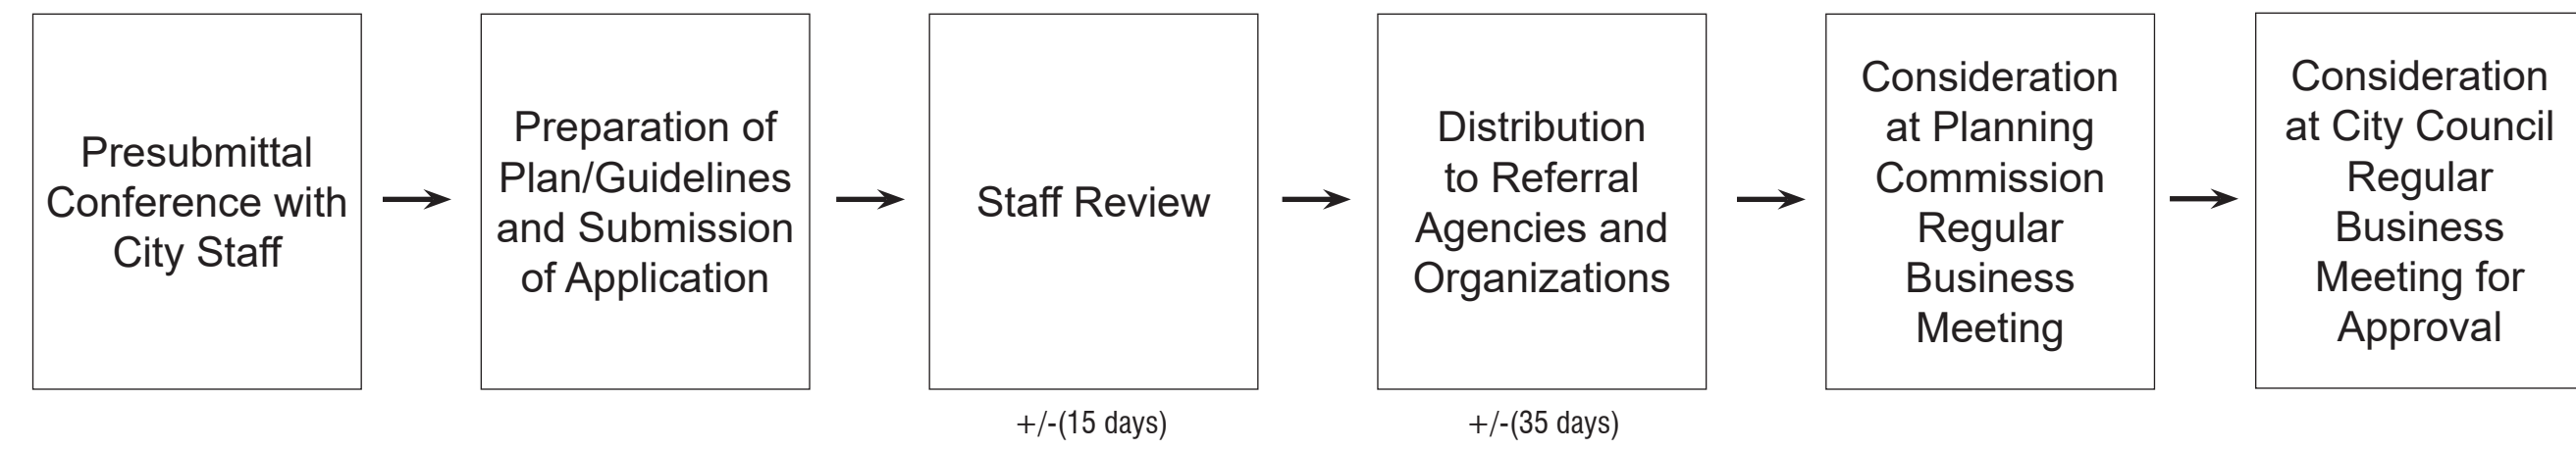 Presubmittal
Conference with
City Staff
Preparation of
Plan/Guidelines
and Submission
of Application
Staff Review
+/-(15 days)
Distribution
to Referral
Agencies and
Organizations
+/-(35 days)
Consideration
at Planning
Commission
Regular
Business
Meeting
Consideration
at City Council
Regular
Business
Meeting for
Approval